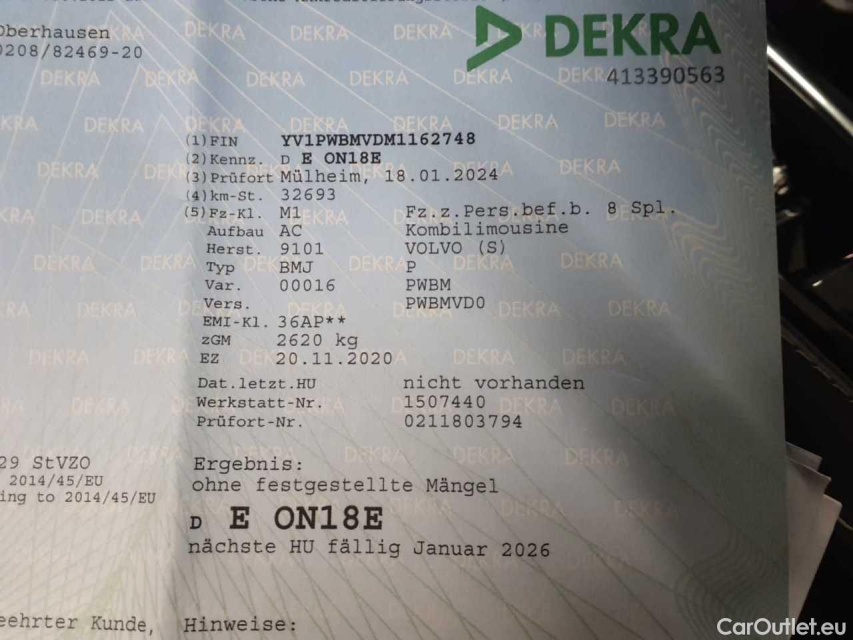 Oberhausen
0208/82469-20
DEKRA
413390563
(1) FIN YV1PWBMVDM1162748
(2) Kennz. D E ON18E
(3) Prüfort Mülheim, 18.01.2024
(4) km-St. 32693
(5) Fz-Kl. M1 Fz.z.Pers.bef.b. 8 Spl.
Aufbau AC Kombilimousine
Herst. 9101 VOLVO (S)
Typ BMJ P
Var. 00016 PWBM
Vers. PWBMVD0
EMI-Kl. 36AP**
zGM 2620 kg
EZ 20.11.2020
Dat.letzt.HU nicht vorhanden
Werkstatt-Nr. 1507440
Prüfort-Nr. 0211803794
29 StVZO
2014/45/EU
ing to 2014/45/EU
Ergebnis:
ohne festgestellte Mängel
D E ON18E
nächste HU fällig Januar 2026
eehrter Kunde, Hinweise:
CarOutlet.eu